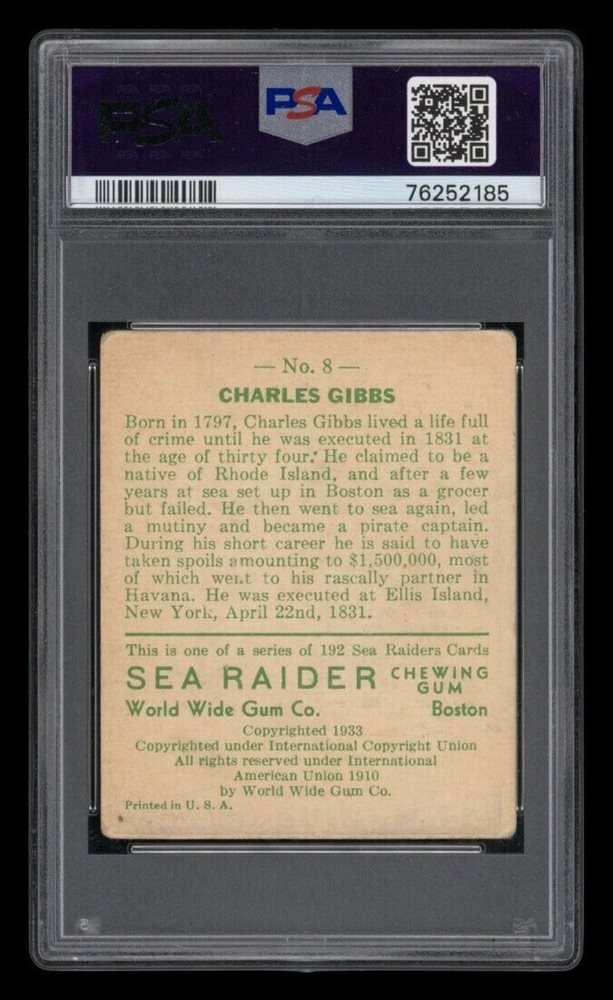 PSA
PSA
76252185
— No. 8 —
CHARLES GIBBS
Born in 1797, Charles Gibbs lived a life full
of crime until he was executed in 1831 at
the age of thirty four. He claimed to be a
native of Rhode Island, and after a few
years at sea set up in Boston as a grocer
but failed. He then went to sea again, led
a mutiny and became a pirate captain.
During his short career he is said to have
taken spoils amounting to $1,500,000, most
of which went to his rascally partner in
Havana. He was executed at Ellis Island,
New York, April 22nd, 1831.
This is one of a series of 192 Sea Raiders Cards
SEA RAIDER CHEWING GUM
World Wide Gum Co. Boston
Copyrighted 1933
Copyrighted under International Copyright Union
All rights reserved under International
American Union 1910
by World Wide Gum Co.
Printed in U. S. A.